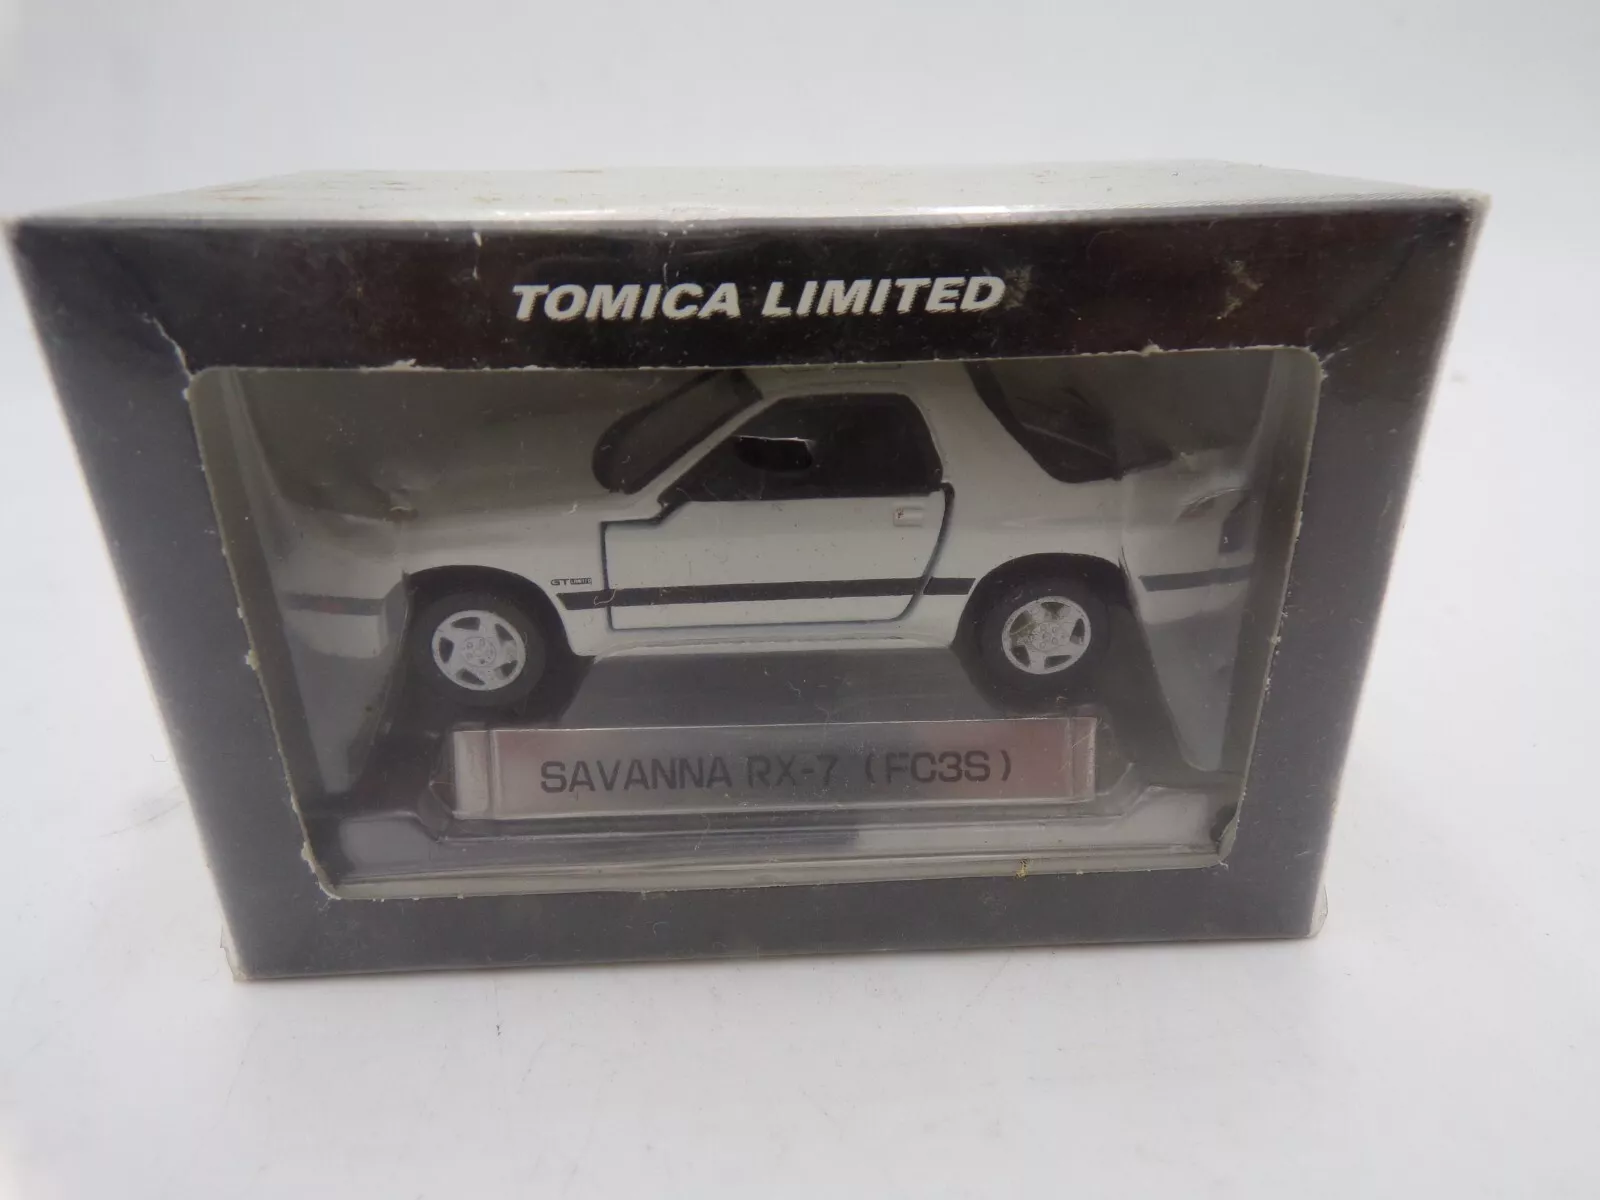 TOMICA LIMITED
GT
SAVANNA RX-7 (FC3S)